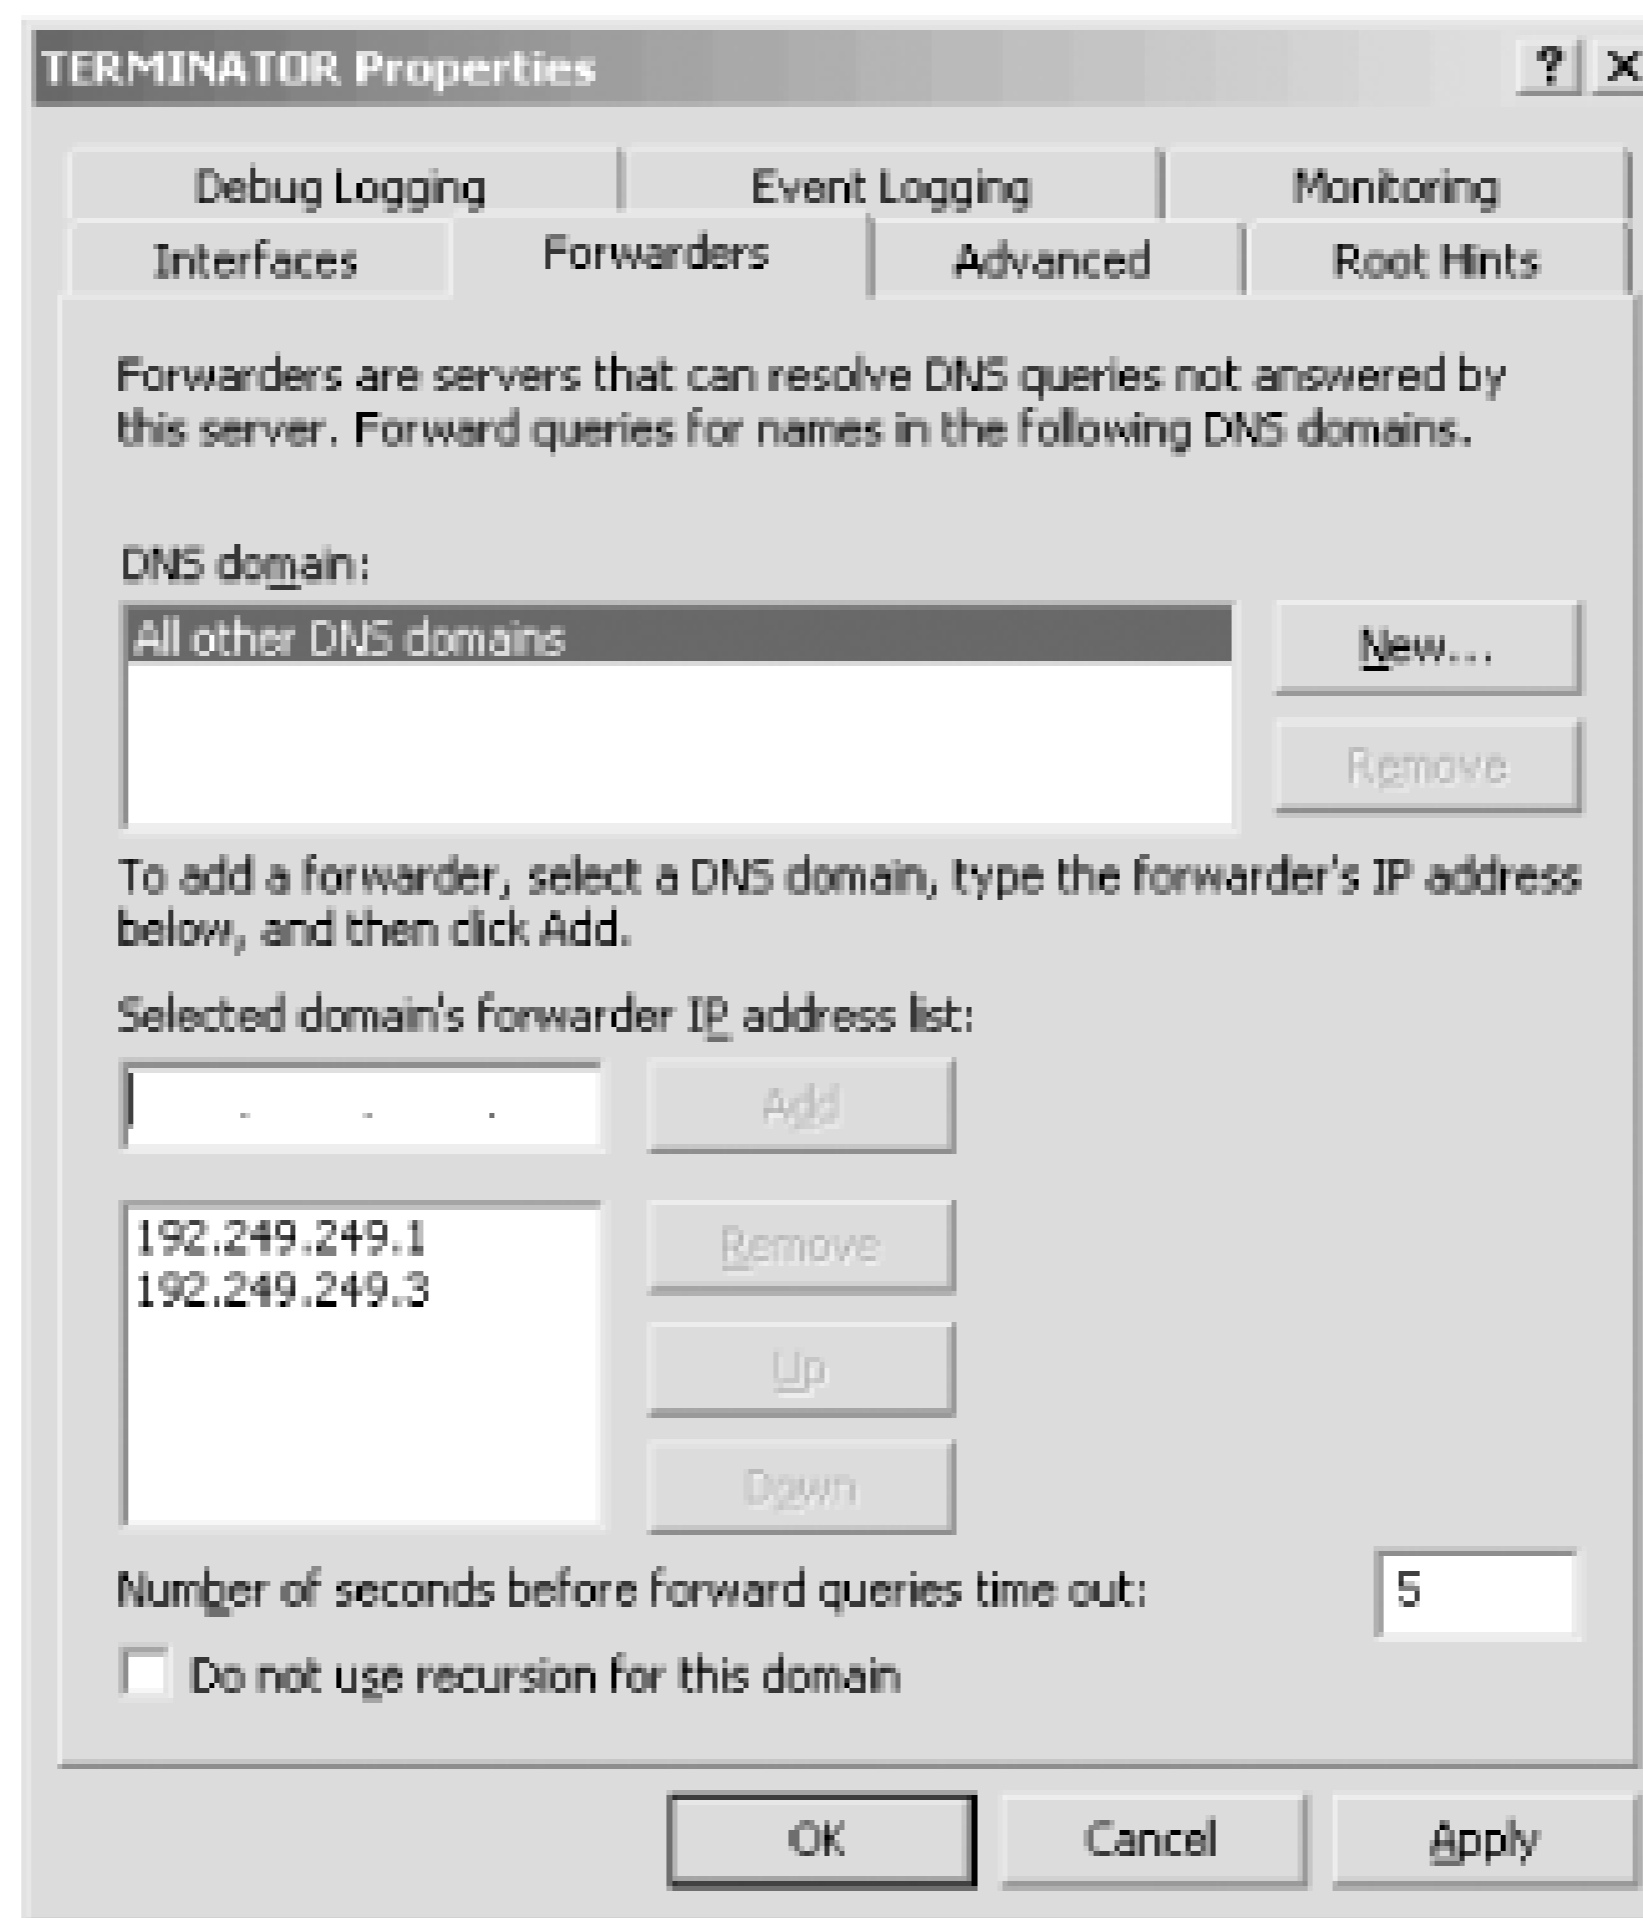 TERMINATOR Properties ? ×
Debug Logging Event Logging Monitoring
Interfaces Forwarders Advanced Root Hints
Forwarders are servers that can resolve DNS queries not answered by
this server. Forward queries for names in the following DNS domains.
DNS domain:
All other DNS domains New...
Remove
To add a forwarder, select a DNS domain, type the forwarder's IP address
below, and then click Add.
Selected domain's forwarder IP address list:
. . . Add
192.249.249.1 Remove
192.249.249.3
Up
Down
Number of seconds before forward queries time out: 5
Do not use recursion for this domain
OK Cancel Apply